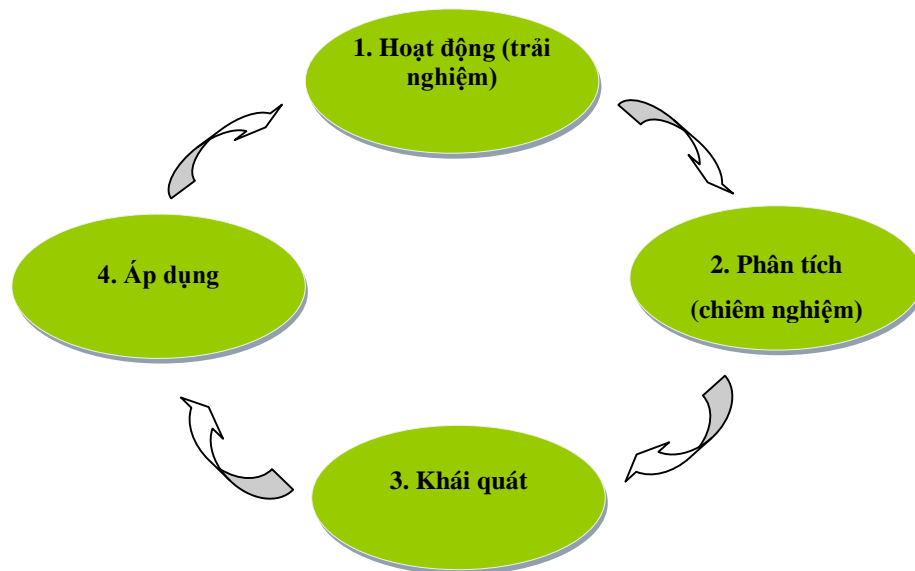 1. Hoạt động (trải
nghiệm)
2. Phân tích
(chiêm nghiệm)
3. Khái quát
4. Áp dụng